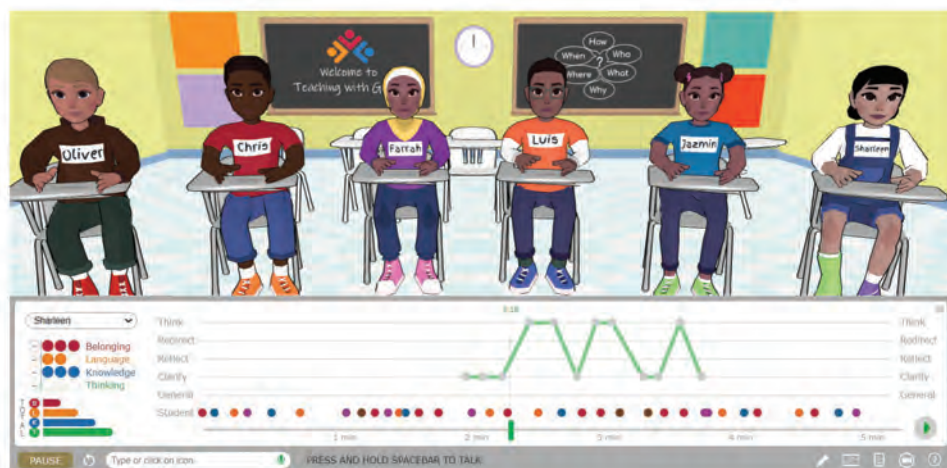 Welcome to
Teaching with G
How
When
Who
?
Where
What
Why
Oliver
Chris
Farrah
Luis
Jazmin
Sharleen
Sharleen
Belonging
Language
Knowledge
Thinking
TOTAL
Think
Redirect
Reflect
Clarify
General
Student
Think
Redirect
Reflect
Clarify
General
1 min
2 min
3 min
4 min
5 min
PAUSE
Type or click on icon.
PRESS AND HOLD SPACEBAR TO TALK